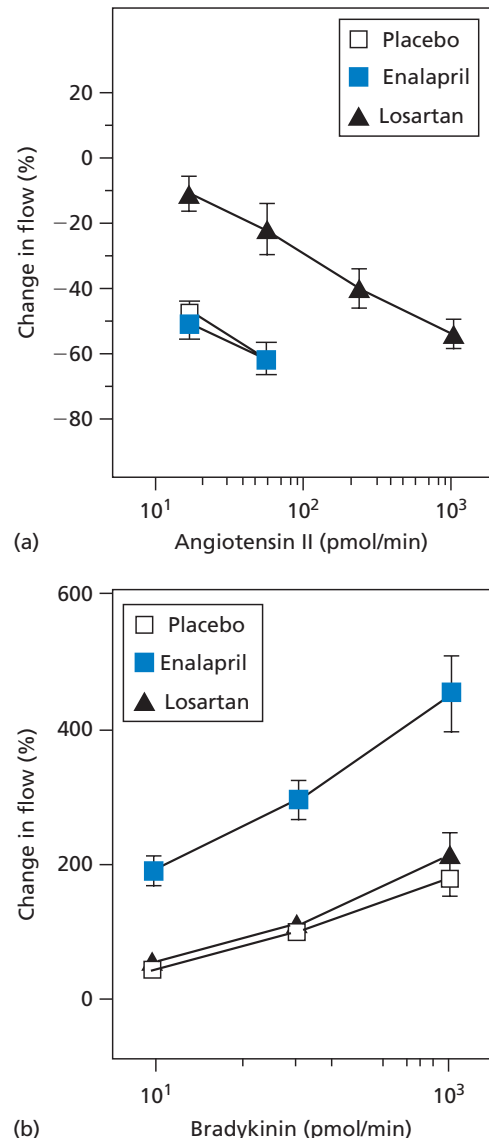 Placebo
Enalapril
Losartan
20
0
−20
−40
−60
−80
Change in flow (%)
10¹ 10² 10³
(a) Angiotensin II (pmol/min)
600
Placebo
Enalapril
Losartan
400
200
0
Change in flow (%)
10¹ 10³
(b) Bradykinin (pmol/min)